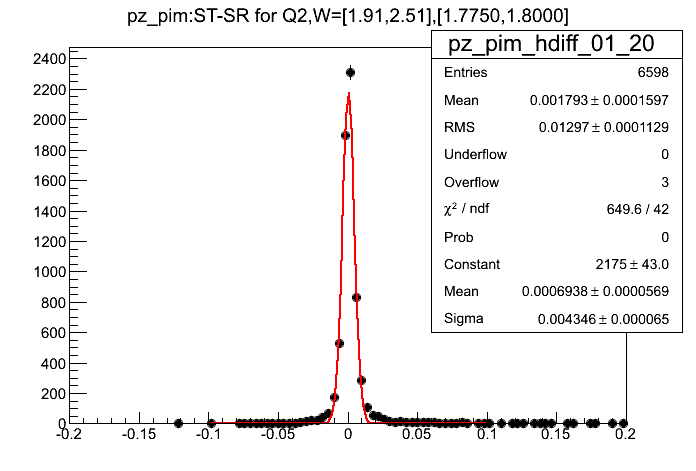 pz_pim:ST-SR for Q2,W=[1.91,2.51],[1.7750,1.8000]
pz_pim_hdiff_01_20
Entries 6598
Mean 0.001793 ± 0.0001597
RMS 0.01297 ± 0.0001129
Underflow 0
Overflow 3
χ² / ndf 649.6 / 42
Prob 0
Constant 2175 ± 43.0
Mean 0.0006938 ± 0.0000569
Sigma 0.004346 ± 0.000065
2400
2200
2000
1800
1600
1400
1200
1000
800
600
400
200
0
-0.2 -0.15 -0.1 -0.05 0 0.05 0.1 0.15 0.2